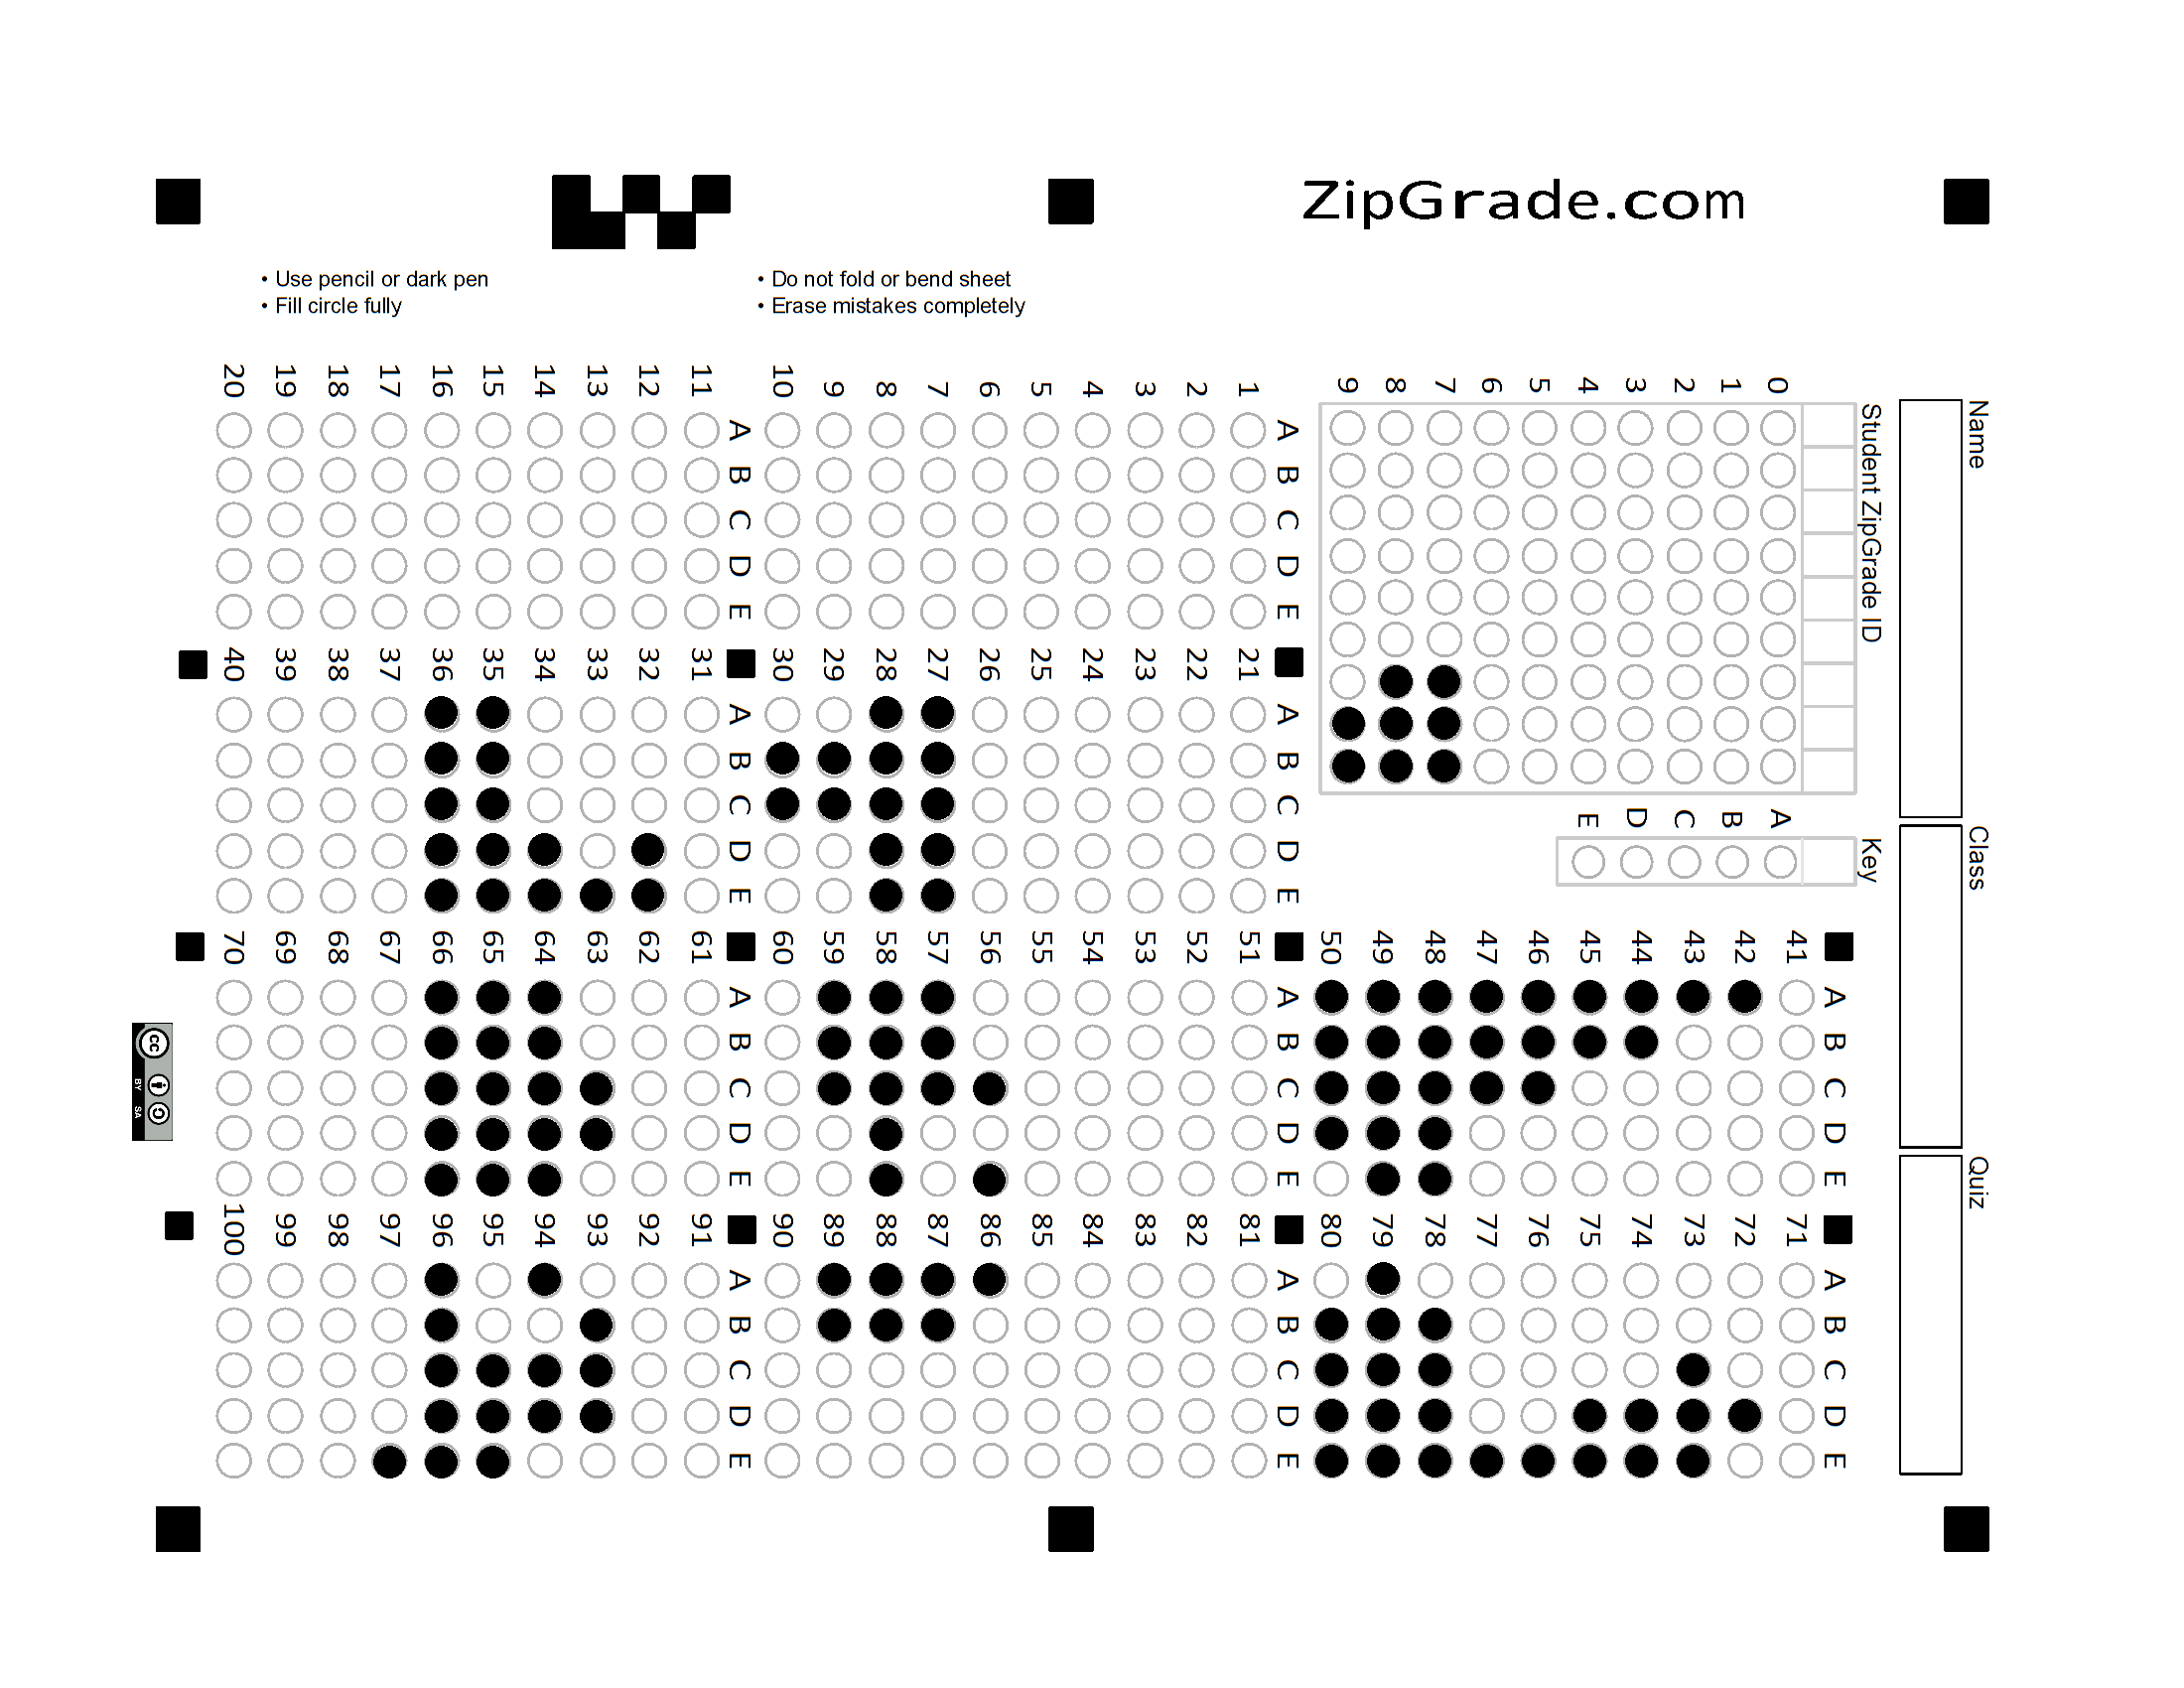 ZipGrade.com
• Use pencil or dark pen
• Fill circle fully
• Do not fold or bend sheet
• Erase mistakes completely
Name
Class
Quiz
Student ZipGrade ID
0 1 2 3 4 5 6 7 8 9
Key
A B C D E
A B C D E
1 2 3 4 5 6 7 8 9 10
A B C D E
11 12 13 14 15 16 17 18 19 20
A B C D E
21 22 23 24 25 26 27 28 29 30
A B C D E
31 32 33 34 35 36 37 38 39 40
A B C D E
41 42 43 44 45 46 47 48 49 50
A B C D E
51 52 53 54 55 56 57 58 59 60
A B C D E
61 62 63 64 65 66 67 68 69 70
A B C D E
71 72 73 74 75 76 77 78 79 80
A B C D E
81 82 83 84 85 86 87 88 89 90
A B C D E
91 92 93 94 95 96 97 98 99 100
cc
BY SA